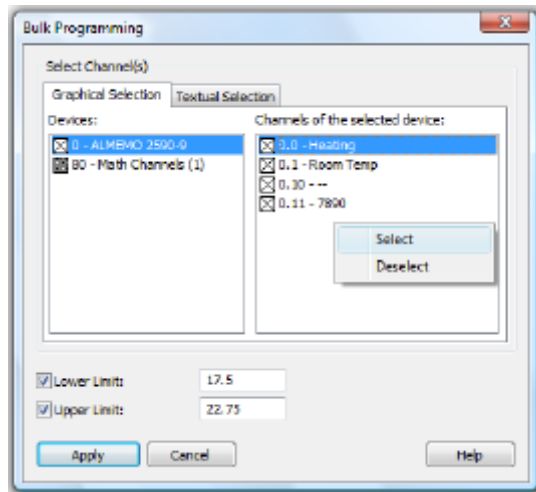 Bulk Programming
Select Channel(s)
Graphical Selection Textual Selection
Devices: Channels of the selected device:
0 - ALMEMO 2590-9 0.0 - Heating
80 - Math Channels (1) 0.1 - Room Temp
0.10 - --
0.11 - 7890
Select
Deselect
Lower Limit: 17.5
Upper Limit: 22.75
Apply Cancel Help